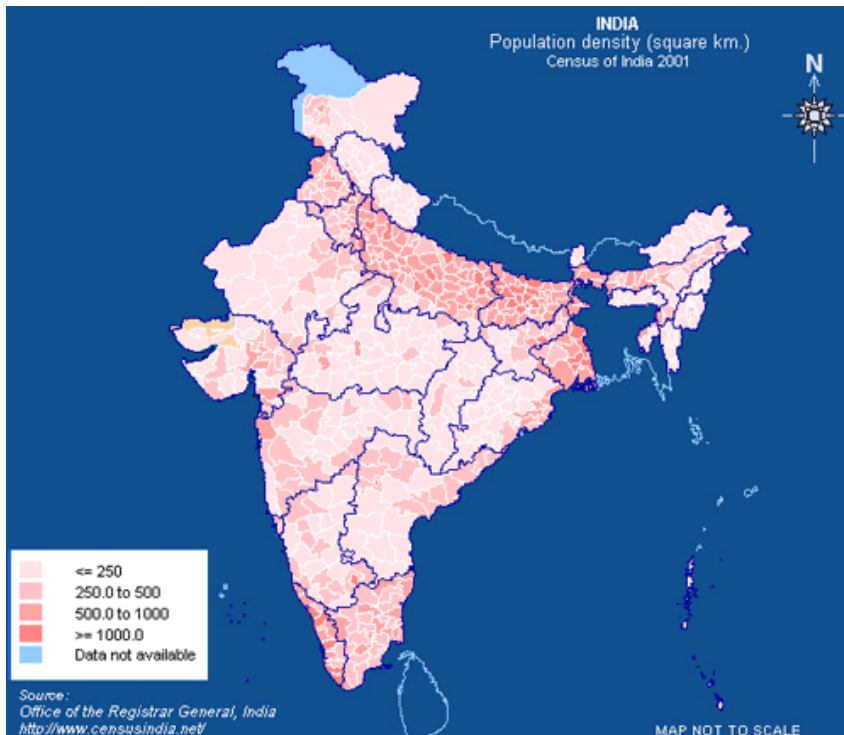 INDIA
Population density (square km.)
Census of India 2001
N
<= 250
250.0 to 500
500.0 to 1000
>= 1000.0
Data not available
Source:
Office of the Registrar General, India
http://www.censusindia.net/
MAP NOT TO SCALE